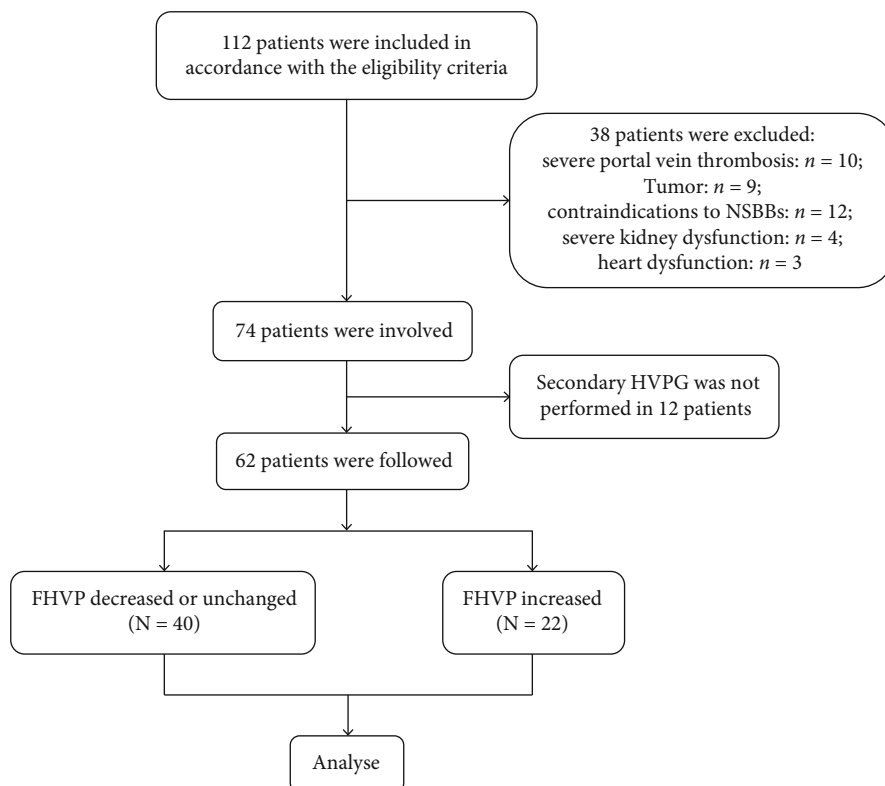 112 patients were included in
accordance with the eligibility criteria
38 patients were excluded:
severe portal vein thrombosis: n = 10;
Tumor: n = 9;
contraindications to NSBBs: n = 12;
severe kidney dysfunction: n = 4;
heart dysfunction: n = 3
74 patients were involved
Secondary HVPG was not
performed in 12 patients
62 patients were followed
FHVP decreased or unchanged
(N = 40)
FHVP increased
(N = 22)
Analyse